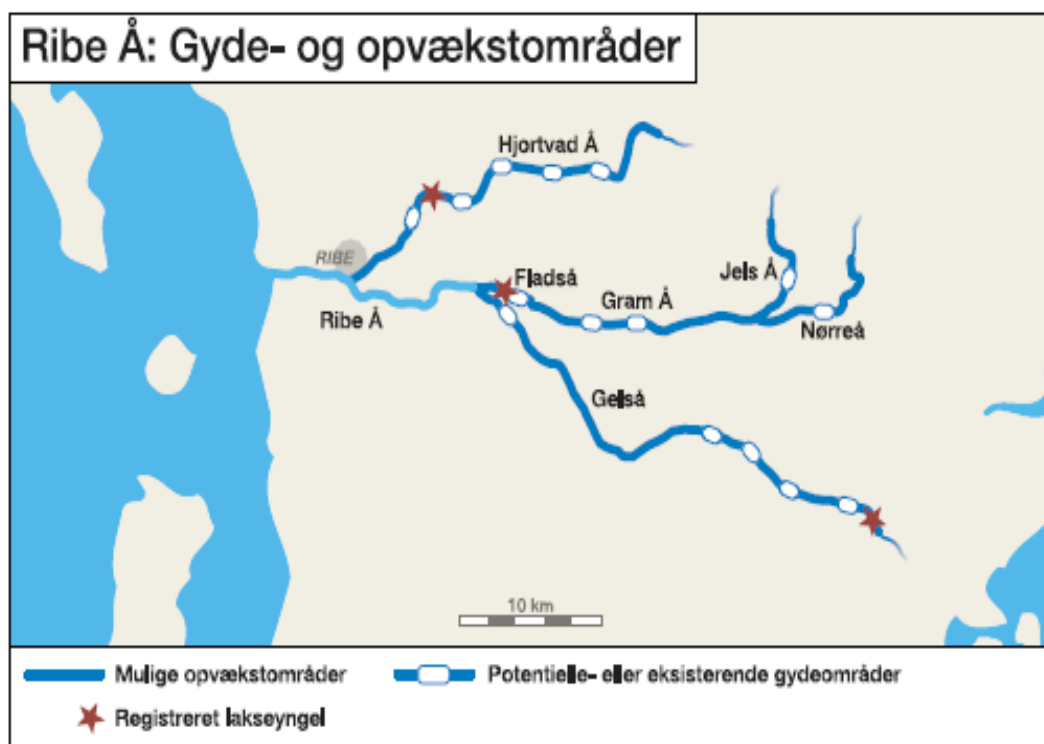 Ribe Å: Gyde- og opvækstområder
Hjortvad Å
RIBE
Fladså
Jels Å
Gram Å
Ribe Å
Nørreå
Gelså
10 km
Mulige opvækstområder
Potentielle- eller eksisterende gydeområder
Registreret lakseyngel